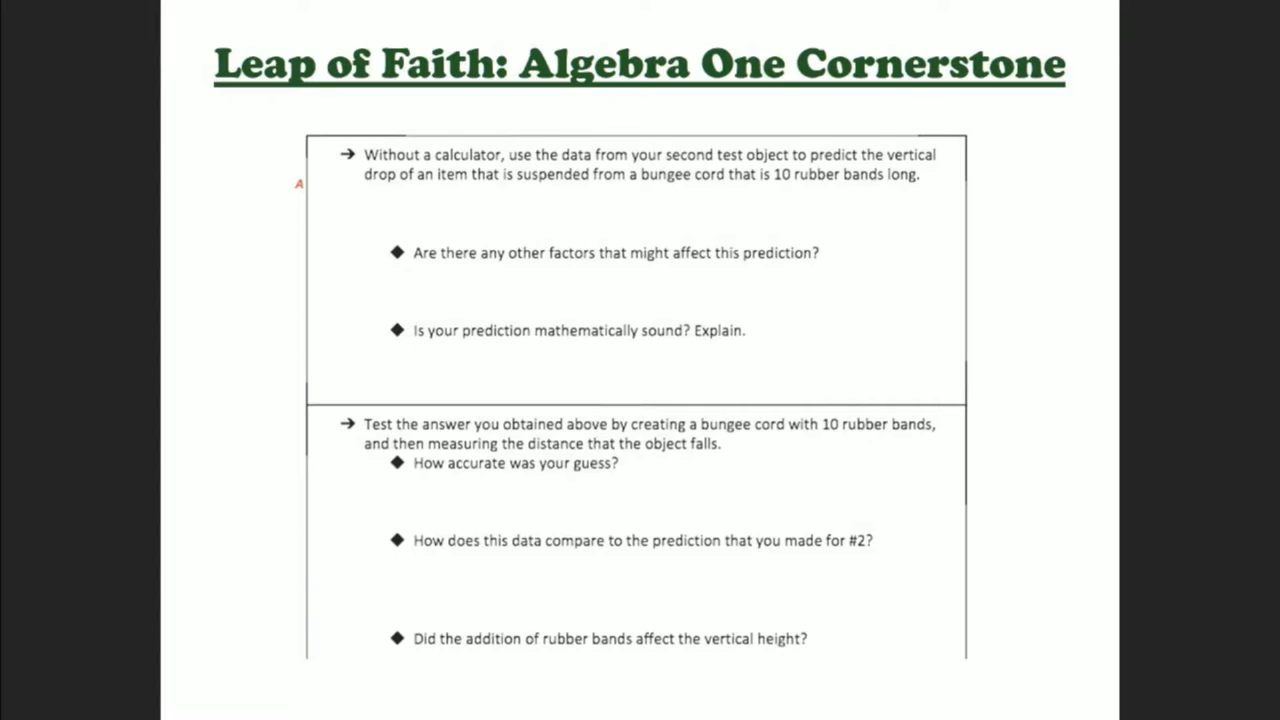 Leap of Faith: Algebra One Cornerstone
→ Without a calculator, use the data from your second test object to predict the vertical
drop of an item that is suspended from a bungee cord that is 10 rubber bands long.
A
◆ Are there any other factors that might affect this prediction?
◆ Is your prediction mathematically sound? Explain.
→ Test the answer you obtained above by creating a bungee cord with 10 rubber bands,
and then measuring the distance that the object falls.
◆ How accurate was your guess?
◆ How does this data compare to the prediction that you made for #2?
◆ Did the addition of rubber bands affect the vertical height?